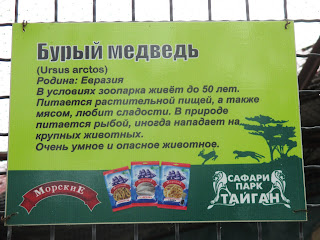 Бурый медведь
(Ursus arctos)
Родина: Евразия
В условиях зоопарка живёт до 50 лет.
Питается растительной пищей, а также
мясом, любит сладости. В природе
питается рыбой, иногда нападает на
крупных животных.
Очень умное и опасное животное.
Морские
САФАРИ
ПАРК
ТАЙГАН